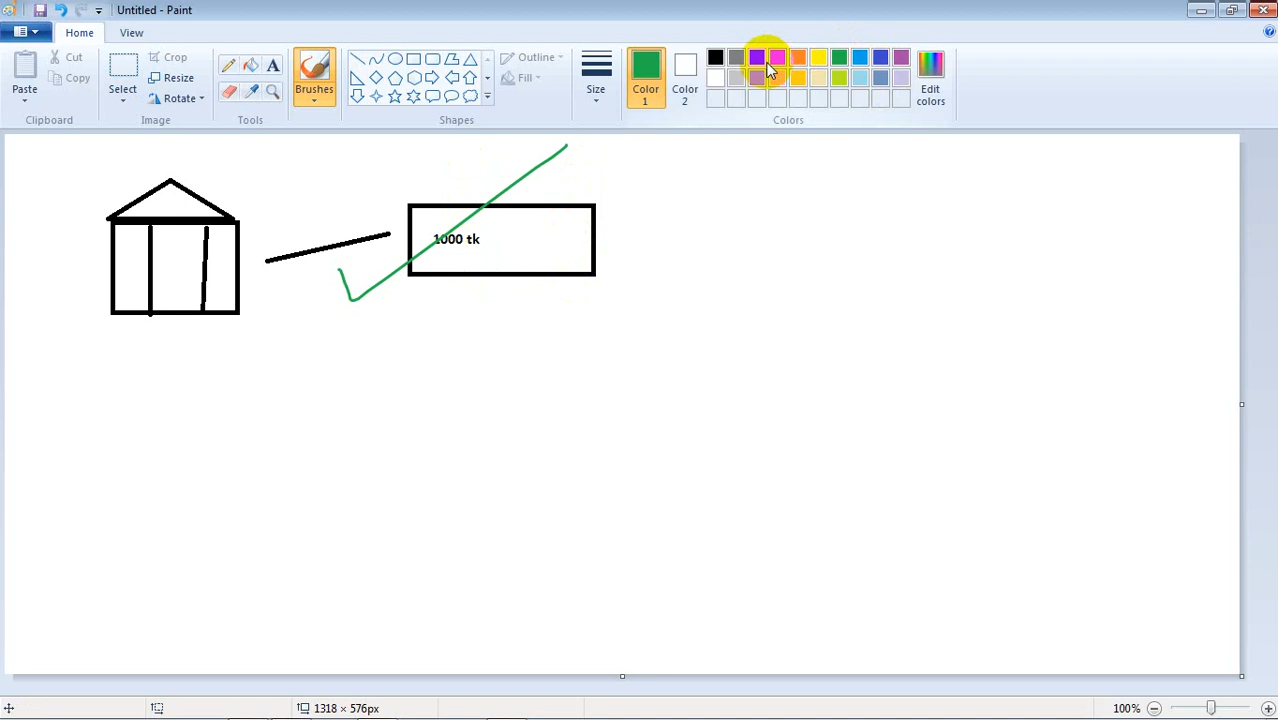 Untitled - Paint
Home
View
Paste
Cut
Copy
Clipboard
Select
Crop
Resize
Rotate
Image
A
Tools
Brushes
Outline
Fill
Shapes
Size
Color 1
Color 2
Edit colors
Colors
1000 tk
1318 × 576px
100%